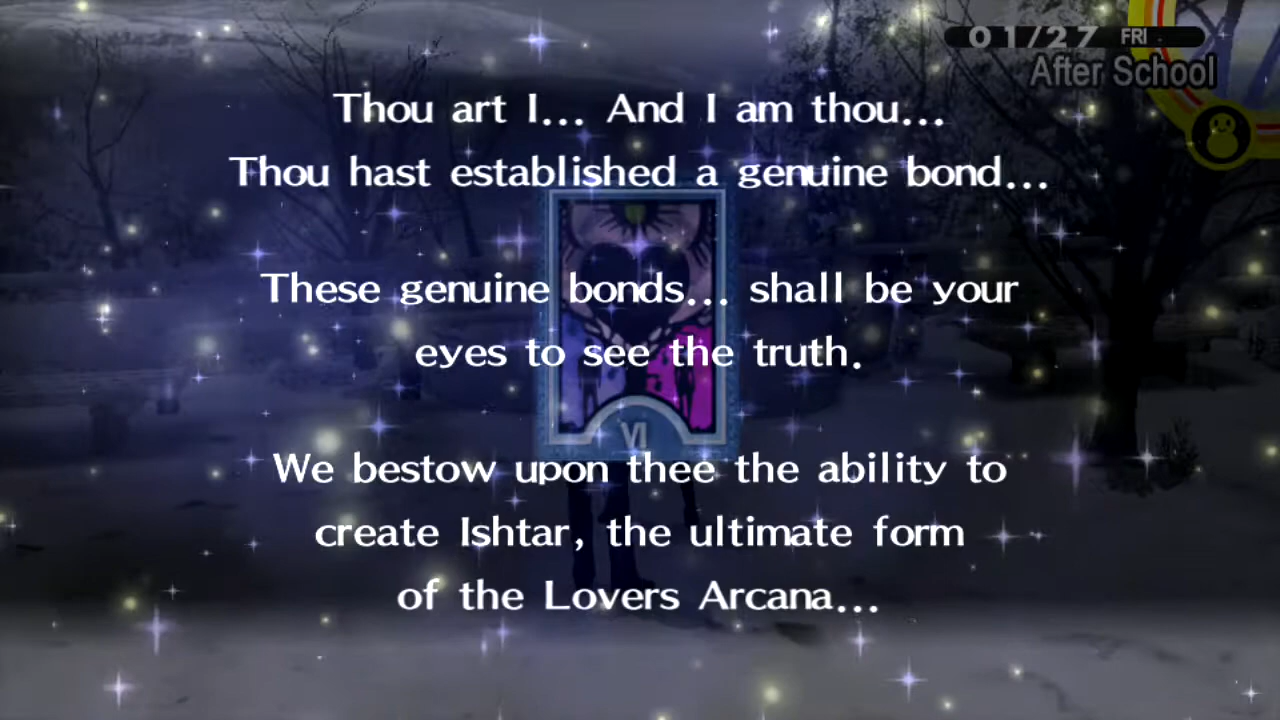 01/27 FRI
After School
Thou art I... And I am thou...
Thou hast established a genuine bond...
These genuine bonds... shall be your
eyes to see the truth.
VI
We bestow upon thee the ability to
create Ishtar, the ultimate form
of the Lovers Arcana...